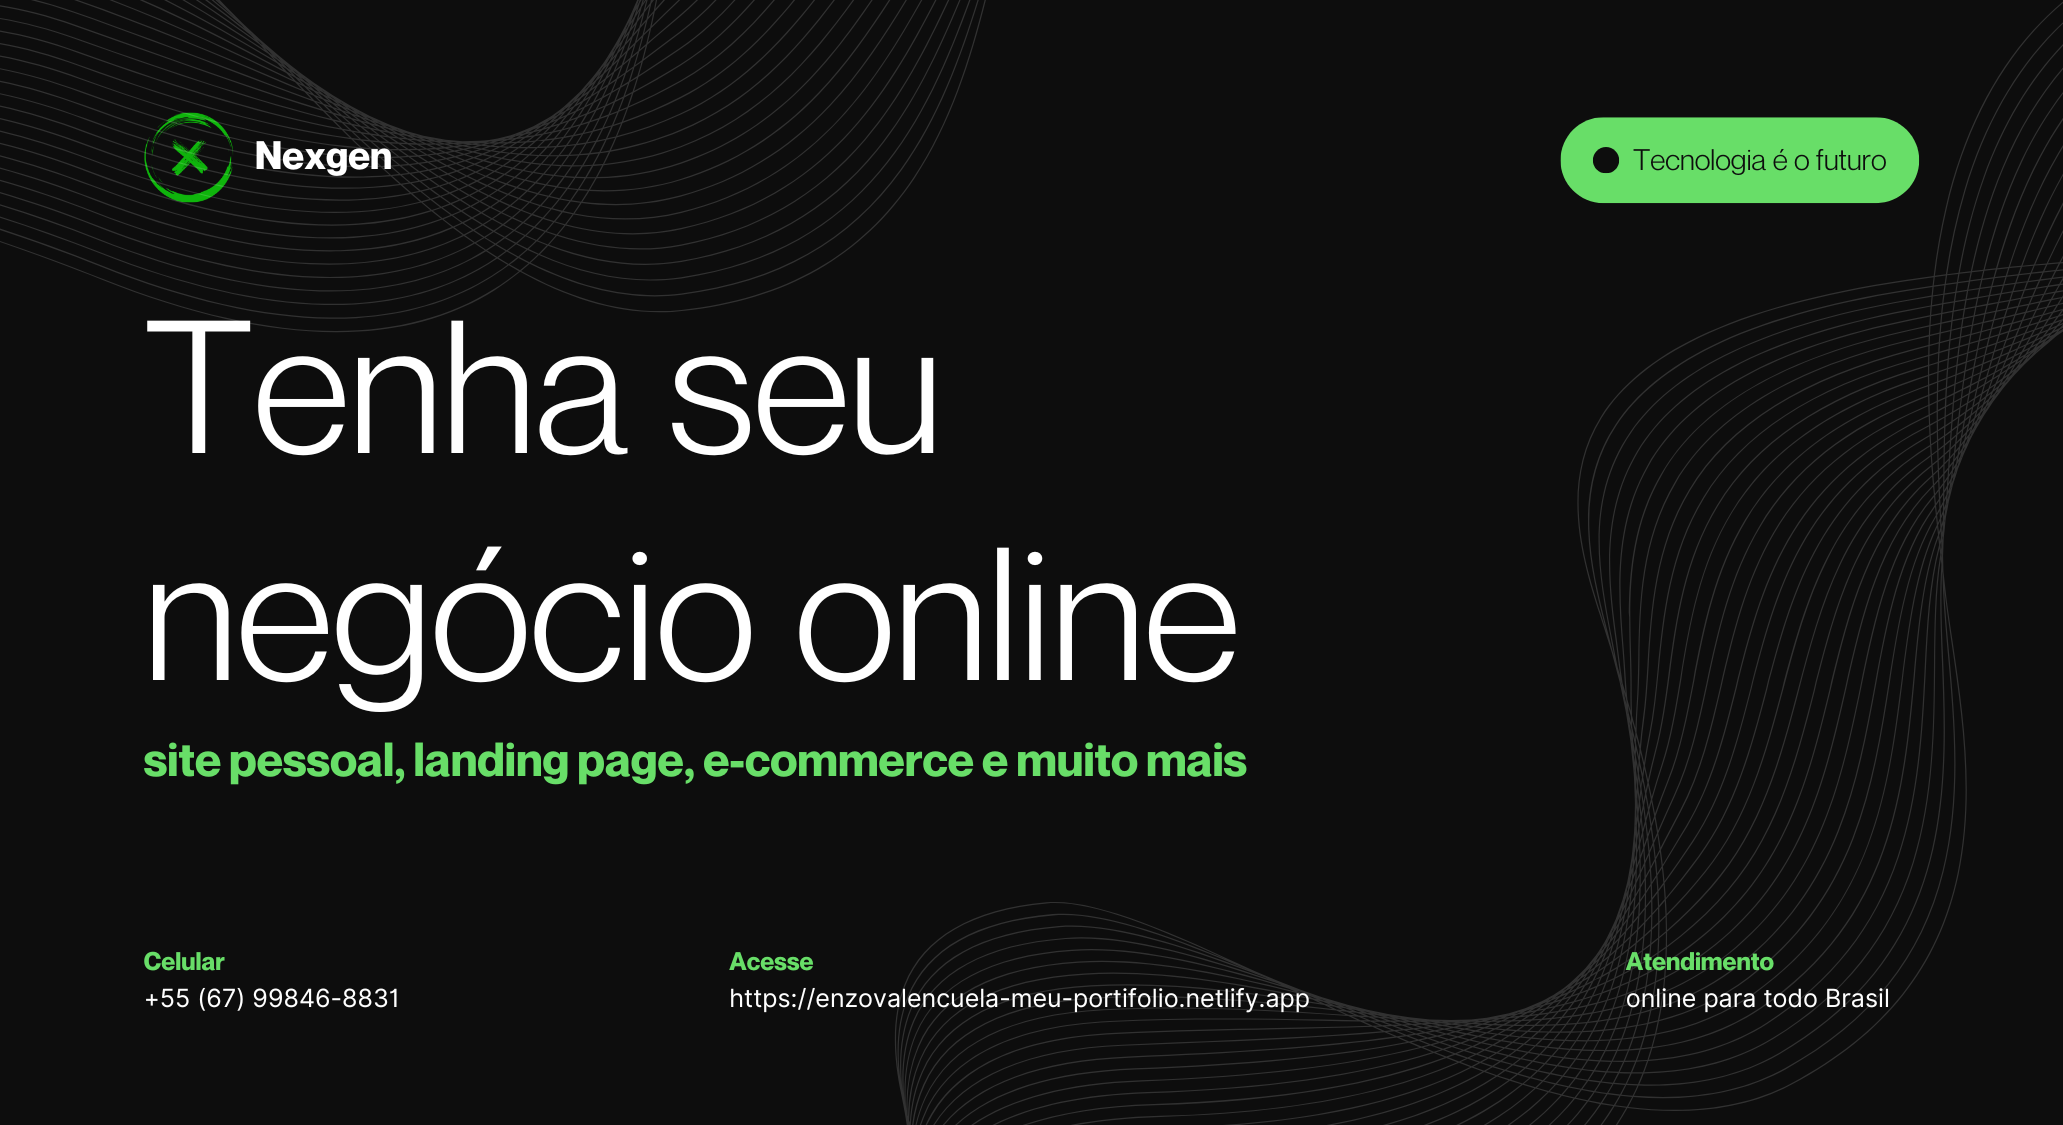 Nexgen
Tecnologia é o futuro
Tenha seu
negócio online
site pessoal, landing page, e-commerce e muito mais
Celular
+55 (67) 99846-8831
Acesse
https://enzovalencuela-meu-portifolio.netlify.app
Atendimento
online para todo Brasil